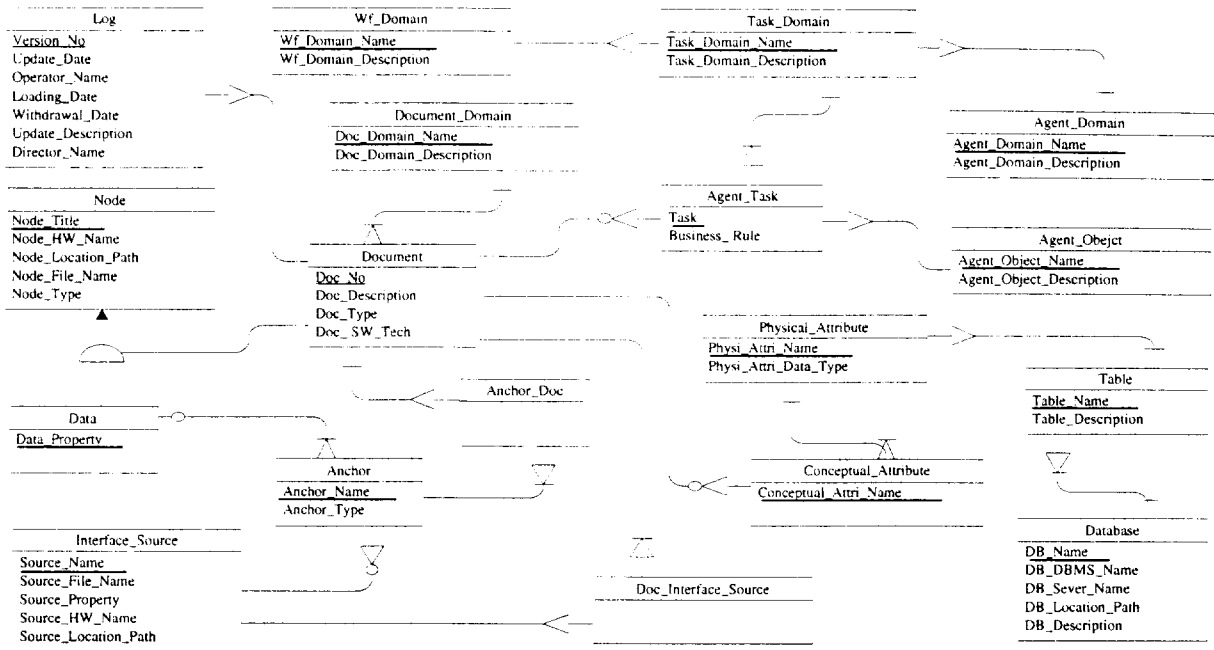 Log
Version_No
Update_Date
Operator_Name
Loading_Date
Withdrawal_Date
Update_Description
Director_Name
Wf_Domain
Wf_Domain_Name
Wf_Domain_Description
Task_Domain
Task_Domain_Name
Task_Domain_Description
Document_Domain
Doc_Domain_Name
Doc_Domain_Description
Agent_Domain
Agent_Domain_Name
Agent_Domain_Description
Node
Node_Title
Node_HW_Name
Node_Location_Path
Node_File_Name
Node_Type
Document
Doc_No
Doc_Description
Doc_Type
Doc_ SW_Tech
Agent_Task
Task
Business_ Rule
Agent_Obejct
Agent_Object_Name
Agent_Object_Description
Physical_Attribute
Physi_Attri_Name
Physi_Attri_Data_Type
Table
Table_Name
Table_Description
Anchor_Doc
Data
Data_Property
Anchor
Anchor_Name
Anchor_Type
Conceptual_Attribute
Conceptual_Attri_Name
Interface_Source
Source_Name
Source_File_Name
Source_Property
Source_HW_Name
Source_Location_Path
Doc_Interface_Source
Database
DB_Name
DB_DBMS_Name
DB_Sever_Name
DB_Location_Path
DB_Description